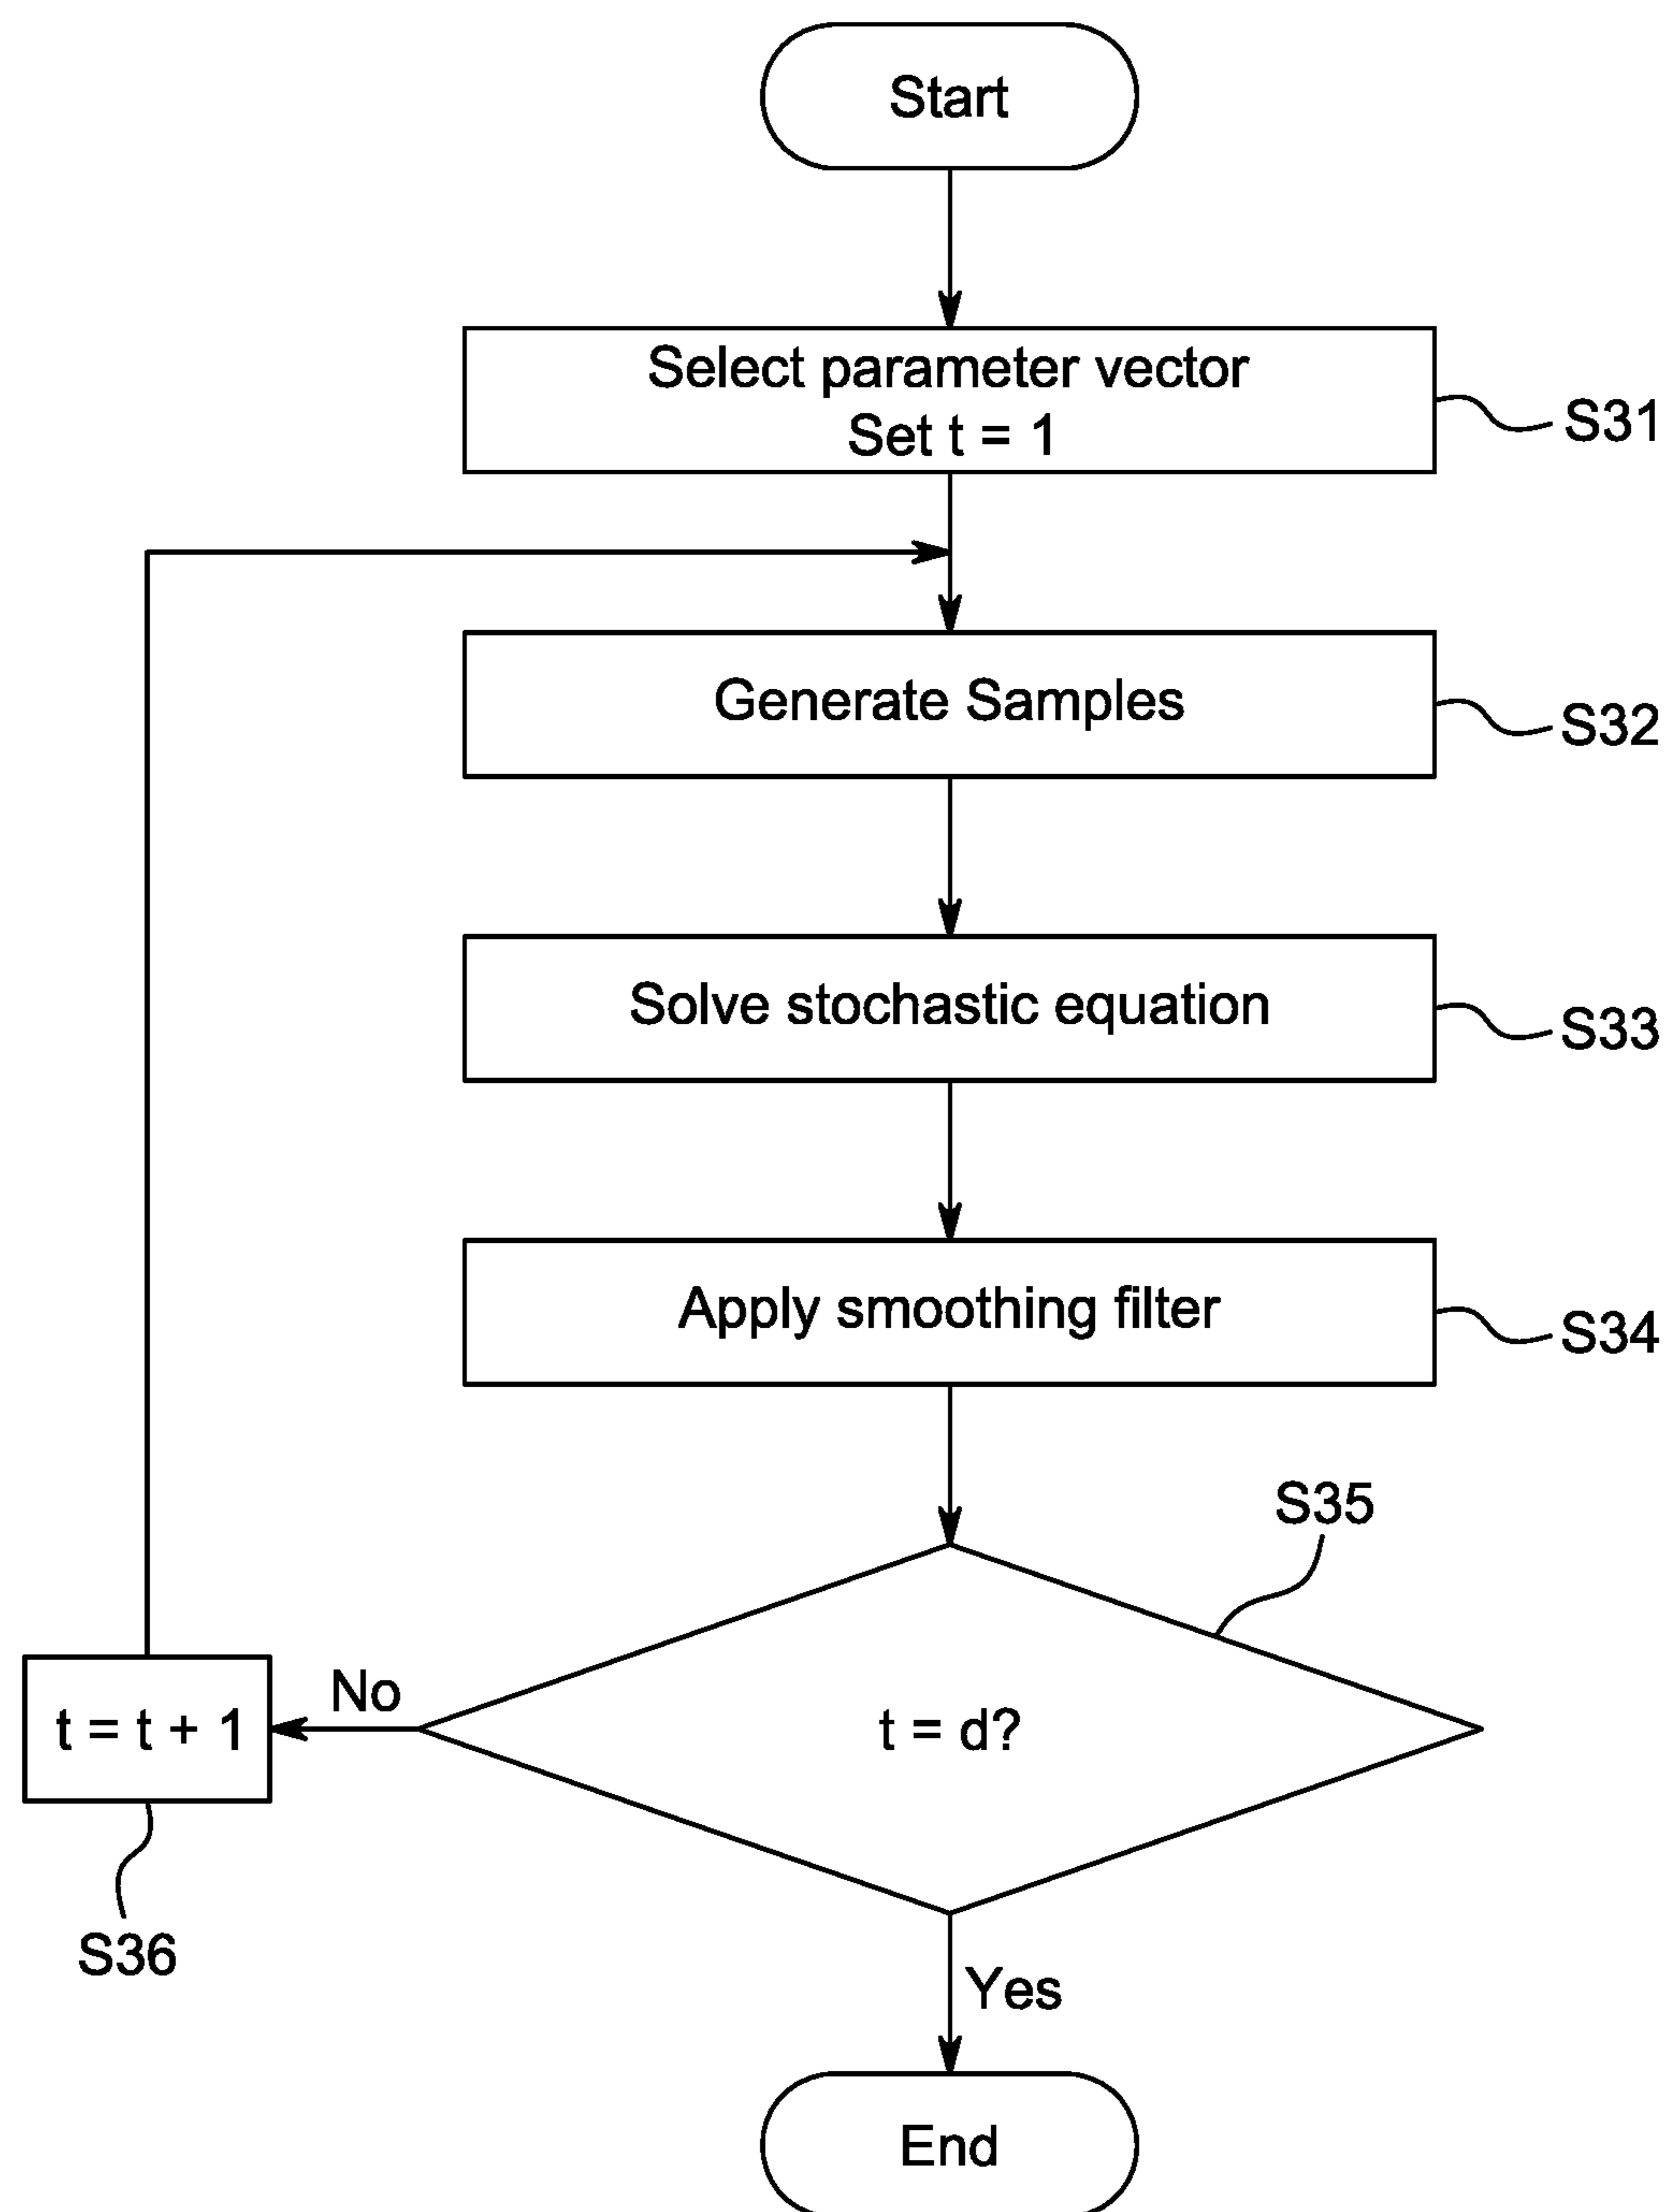 Start
Select parameter vector
Set t = 1
S31
Generate Samples
S32
Solve stochastic equation
S33
Apply smoothing filter
S34
S35
t = d?
No
t = t + 1
S36
Yes
End